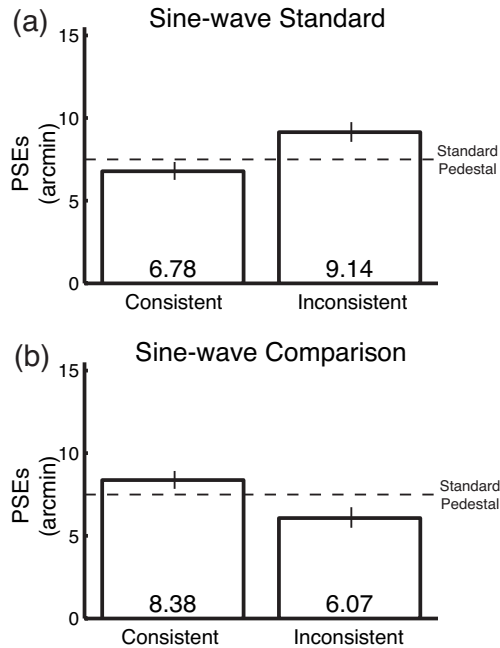 (a) Sine-wave Standard
15
10
5
0
PSEs
(arcmin)
Standard
Pedestal
6.78
9.14
Consistent
Inconsistent
(b) Sine-wave Comparison
15
10
5
0
PSEs
(arcmin)
Standard
Pedestal
8.38
6.07
Consistent
Inconsistent